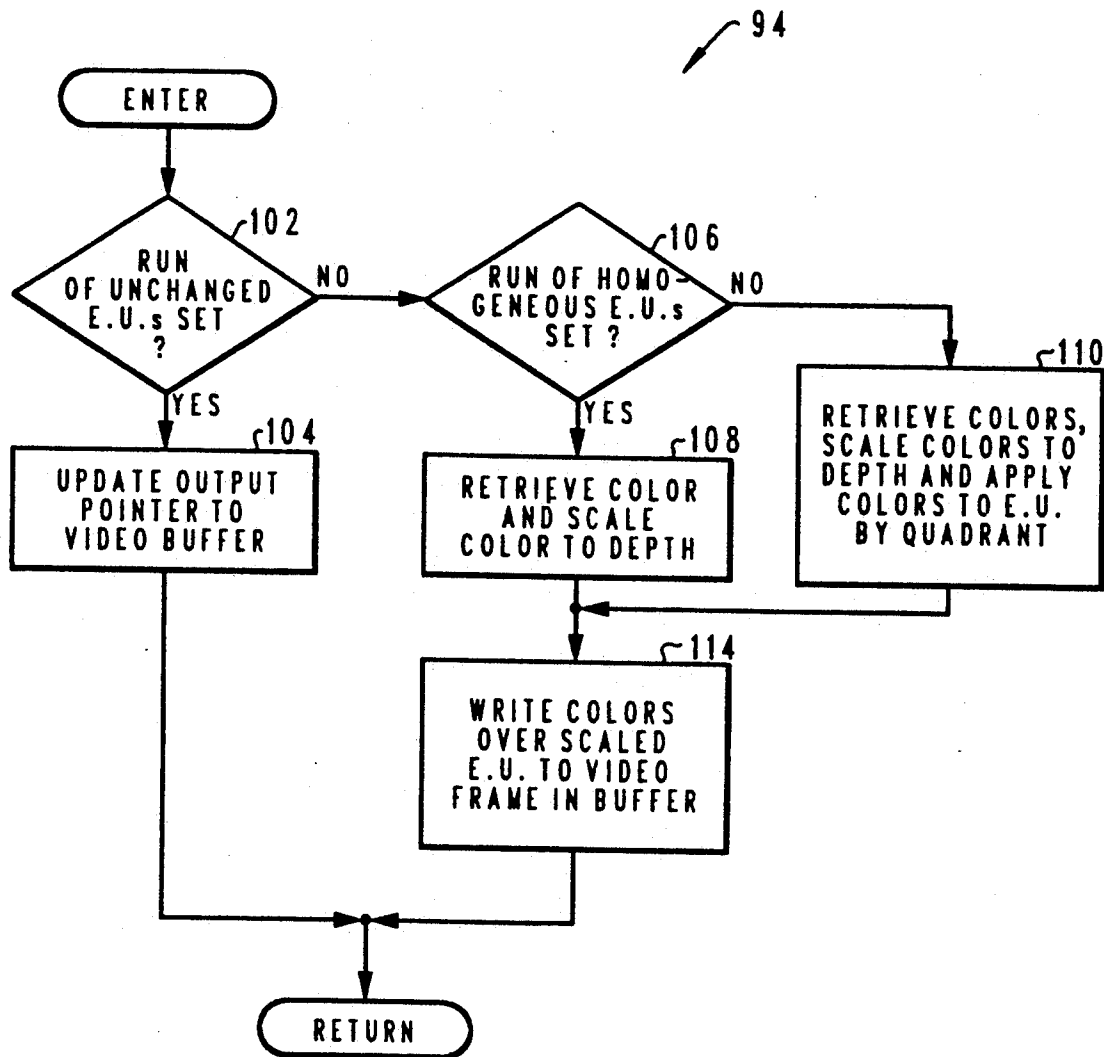 94
ENTER
102
RUN
OF UNCHANGED
E.U.s SET
?
NO
YES
106
RUN OF HOMO-
GENEOUS E.U.s
SET ?
NO
YES
104
UPDATE OUTPUT
POINTER TO
VIDEO BUFFER
108
RETRIEVE COLOR
AND SCALE
COLOR TO DEPTH
110
RETRIEVE COLORS,
SCALE COLORS TO
DEPTH AND APPLY
COLORS TO E.U.
BY QUADRANT
114
WRITE COLORS
OVER SCALED
E.U. TO VIDEO
FRAME IN BUFFER
RETURN